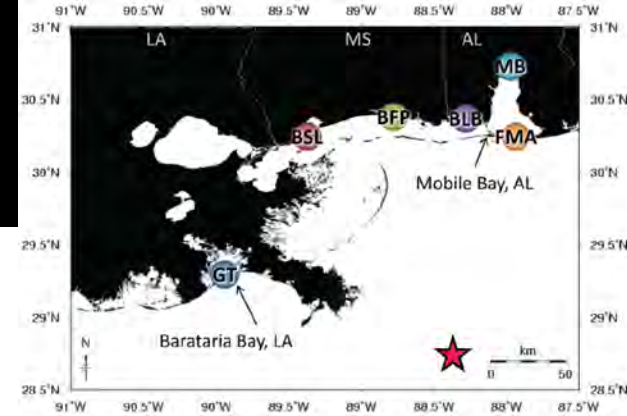 91°W 90.5°W 90°W 89.5°W 89°W 88.5°W 88°W 87.5°W
31°N 31°N
LA MS AL
MB
30.5°N 30.5°N
BFP BLB
BSL FMA
30°N 30°N
Mobile Bay, AL
29.5°N 29.5°N
GT
29°N 29°N
Barataria Bay, LA
N km
0 50
28.5°N 28.5°N
91°W 90.5°W 90°W 89.5°W 89°W 88.5°W 88°W 87.5°W